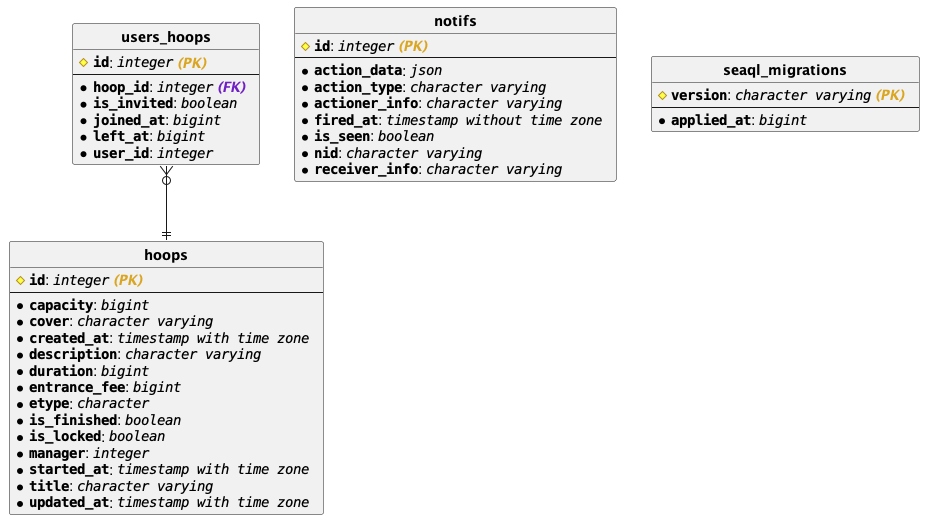 users_hoops
id: integer (PK)
hoop_id: integer (FK)
is_invited: boolean
joined_at: bigint
left_at: bigint
user_id: integer
notifs
id: integer (PK)
action_data: json
action_type: character varying
actioner_info: character varying
fired_at: timestamp without time zone
is_seen: boolean
nid: character varying
receiver_info: character varying
seaql_migrations
version: character varying (PK)
applied_at: bigint
hoops
id: integer (PK)
capacity: bigint
cover: character varying
created_at: timestamp with time zone
description: character varying
duration: bigint
entrance_fee: bigint
etype: character
is_finished: boolean
is_locked: boolean
manager: integer
started_at: timestamp with time zone
title: character varying
updated_at: timestamp with time zone